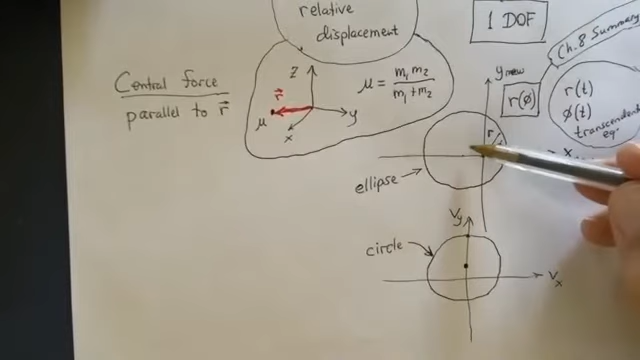 relative
displacement
1 DOF
Ch. 8 Summary
Central force
parallel to r⃗
z
r⃗
μ
y
x
μ = m₁m₂
m₁+m₂
y new
r(ϕ)
r(t)
ϕ(t)
transcendent
eq.
r
x
ellipse
Vy
circle
Vx